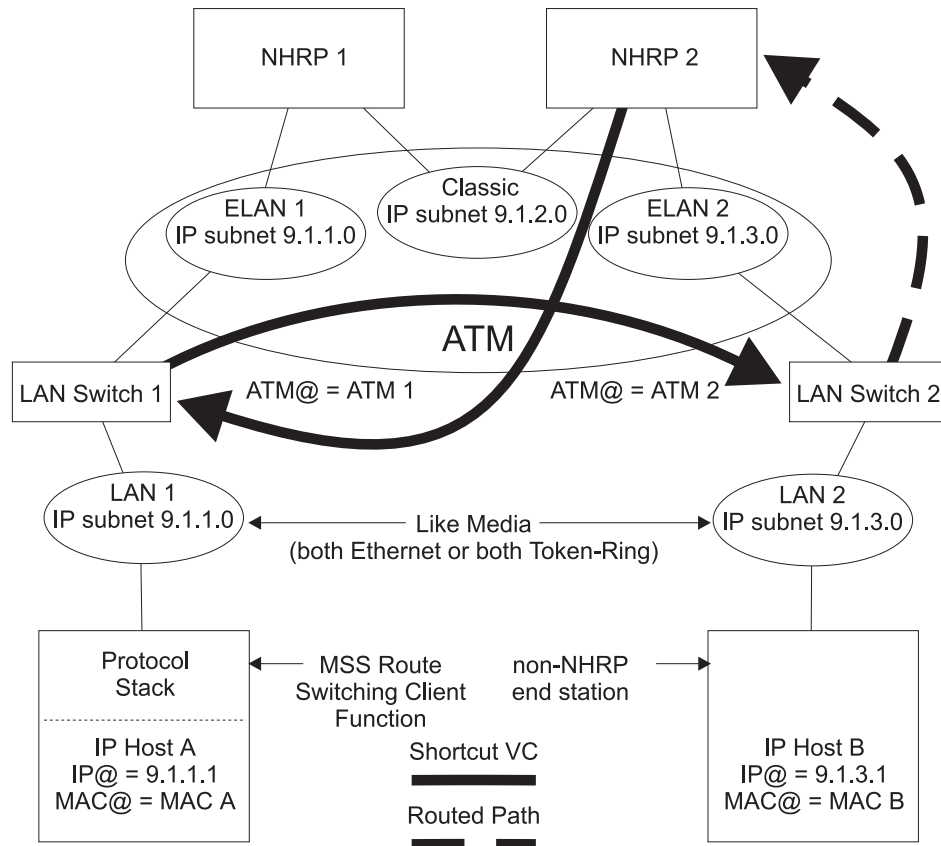 NHRP 1
NHRP 2
Classic
IP subnet 9.1.2.0
ELAN 1
IP subnet 9.1.1.0
ELAN 2
IP subnet 9.1.3.0
ATM
LAN Switch 1
ATM@ = ATM 1
ATM@ = ATM 2
LAN Switch 2
LAN 1
IP subnet 9.1.1.0
LAN 2
IP subnet 9.1.3.0
Like Media
(both Ethernet or both Token-Ring)
Protocol
Stack
MSS Route
Switching Client
Function
non-NHRP
end station
IP Host A
IP@ = 9.1.1.1
MAC@ = MAC A
IP Host B
IP@ = 9.1.3.1
MAC@ = MAC B
Shortcut VC
Routed Path